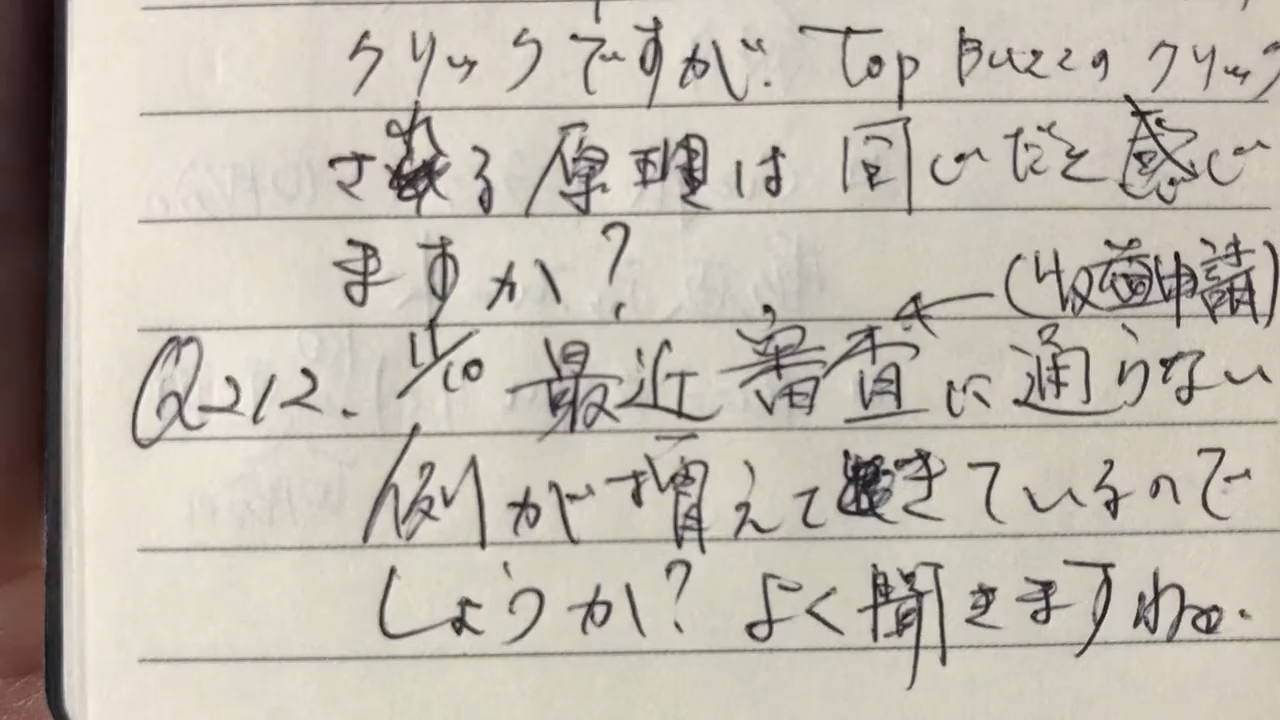 クリックですが、Top Buzzのクリック
される原理は同じだと感じ
ますか?
(収益申請)
Q212. 11/10 最近審査に通らない
例が増えてきているので
しょうか?よく聞きますね。